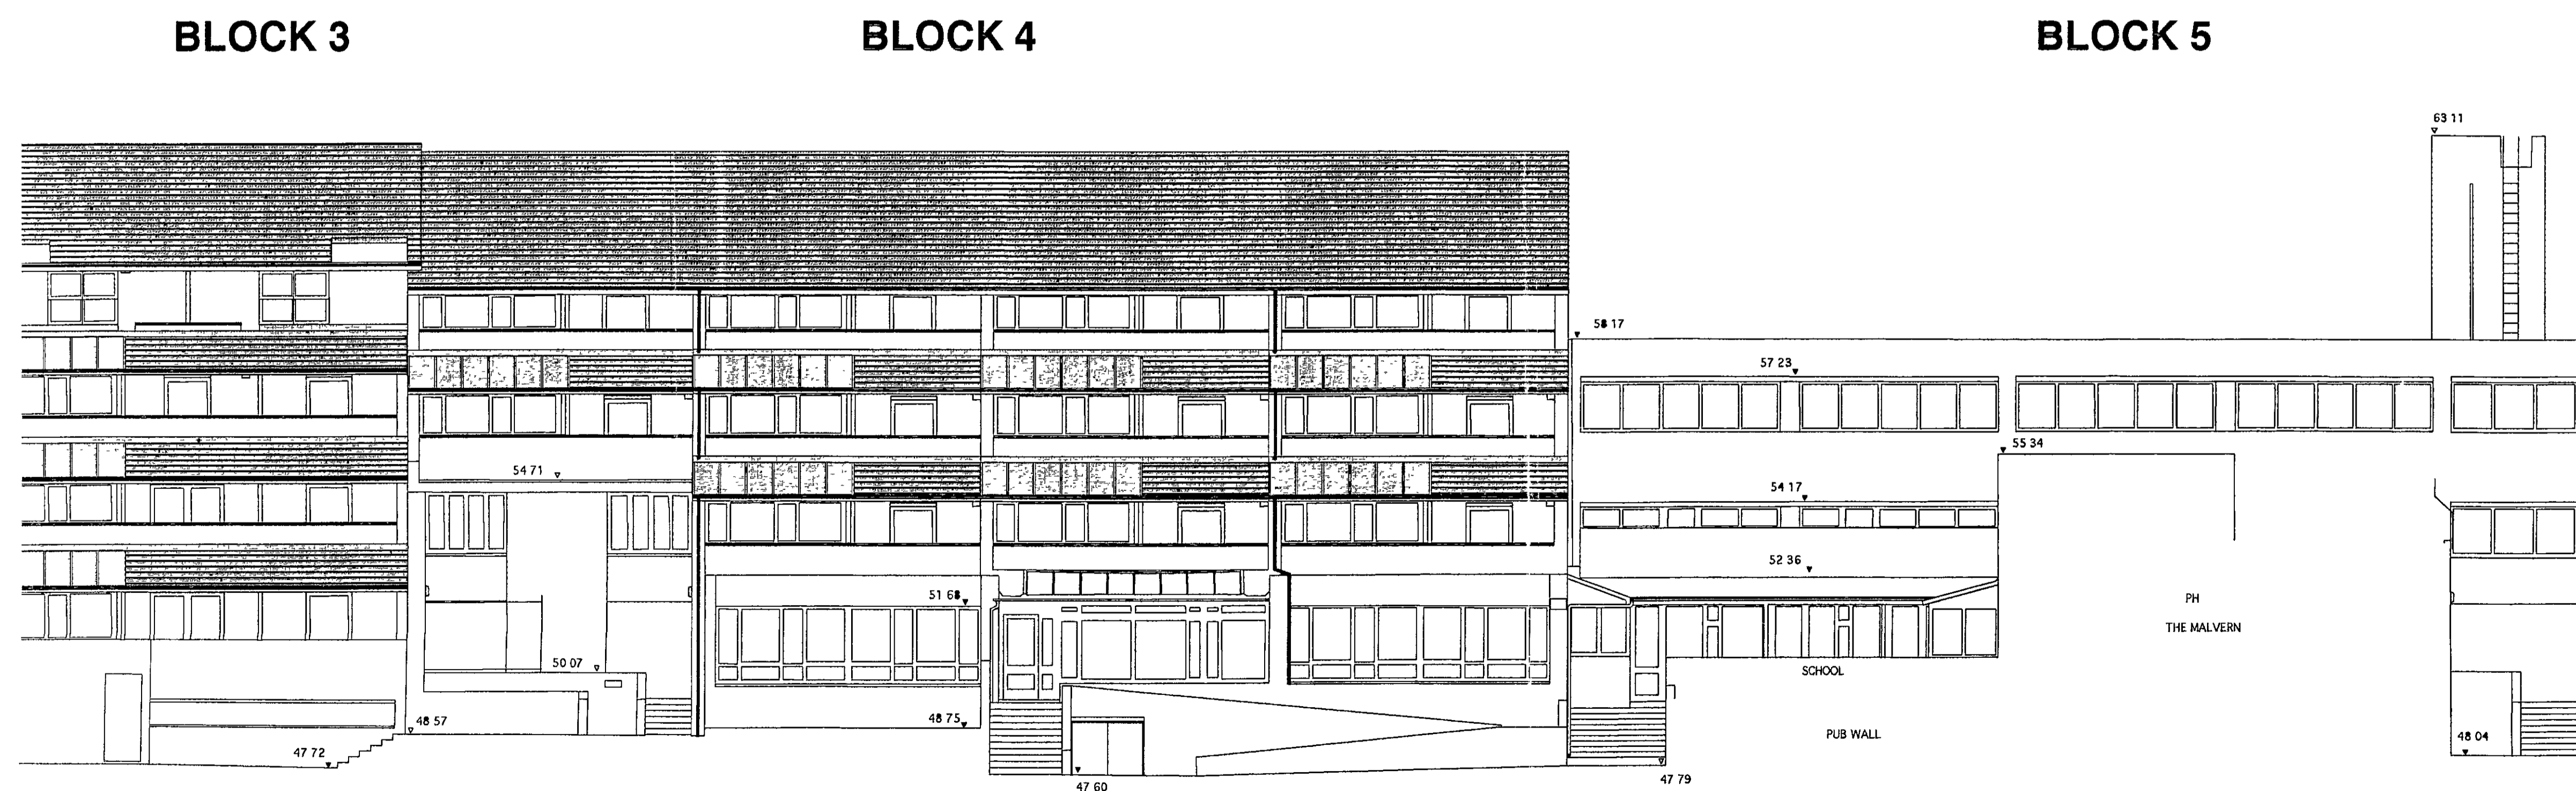 BLOCK 3
BLOCK 4
BLOCK 5
63 11
58 17
57 23
55 34
54 71
54 17
52 36
51 68
PH
THE MALVERN
50 07
SCHOOL
48 57
48 75
PUB WALL
48 04
47 72
47 79
47 60